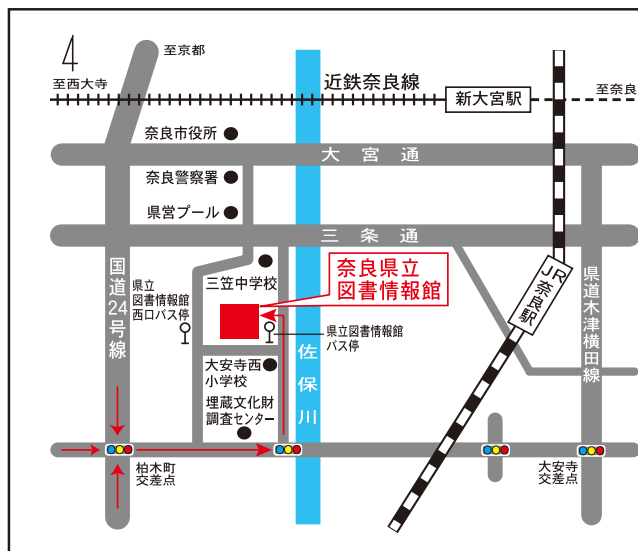 至京都
至西大寺
近鉄奈良線
新大宮駅
至奈良
奈良市役所
大宮通
奈良警察署
県営プール
三条通
国道24号線
三笠中学校
奈良県立
図書情報館
県立
図書情報館
西口バス停
県立図書情報館
バス停
JR奈良駅
県道木津横田線
大安寺西
小学校
佐保川
埋蔵文化財
調査センター
柏木町
交差点
大安寺
交差点